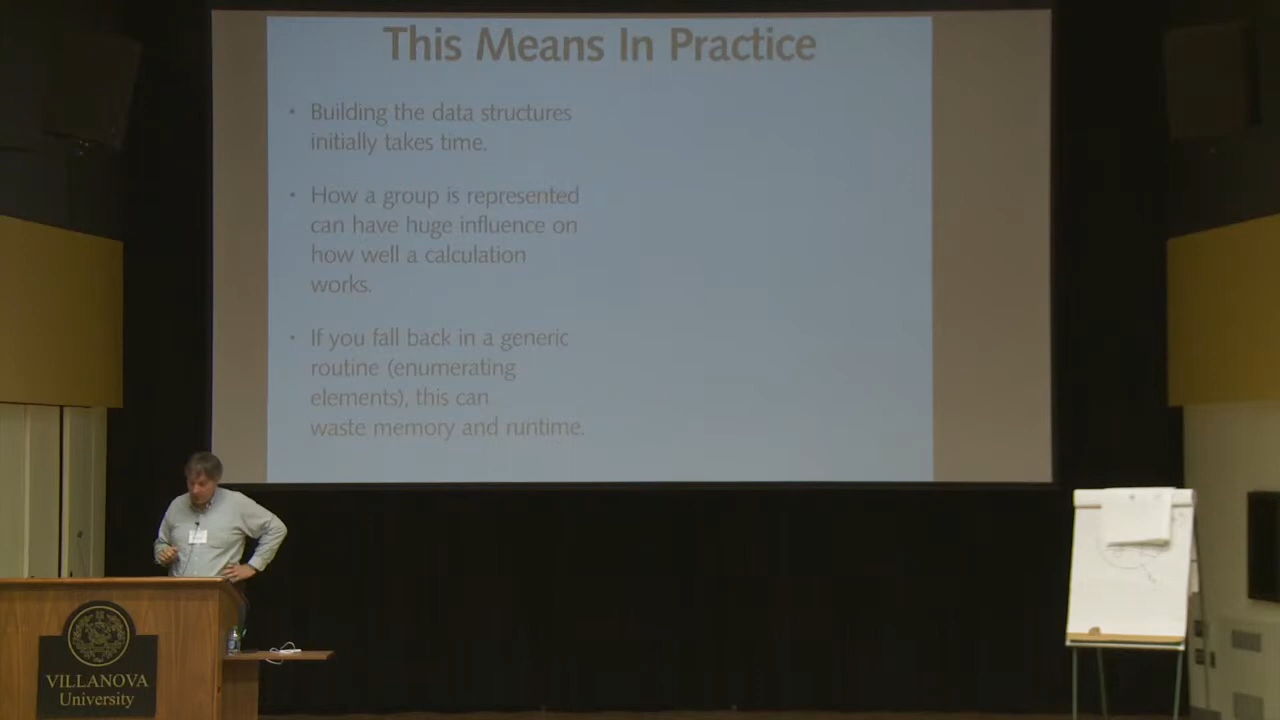 This Means In Practice
• Building the data structures
initially takes time.
• How a group is represented
can have huge influence on
how well a calculation
works.
• If you fall back in a generic
routine (enumerating
elements), this can
waste memory and runtime.
VILLANOVA
University